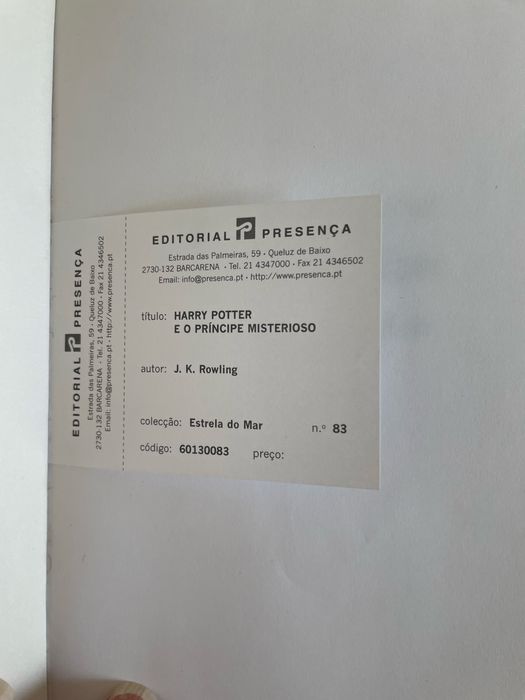 EDITORIAL PRESENÇA
Estrada das Palmeiras, 59 - Queluz de Baixo
2730-132 BARCARENA - Tel. 21 4347000 - Fax 21 4346502
Email: info@presenca.pt - http://www.presenca.pt
EDITORIAL PRESENÇA
Estrada das Palmeiras, 59 - Queluz de Baixo
2730-132 BARCARENA - Tel. 21 4347000 - Fax 21 4346502
Email: info@presenca.pt - http://www.presenca.pt
título: HARRY POTTER
E O PRÍNCIPE MISTERIOSO
autor: J. K. Rowling
colecção: Estrela do Mar n.º 83
código: 60130083 preço: